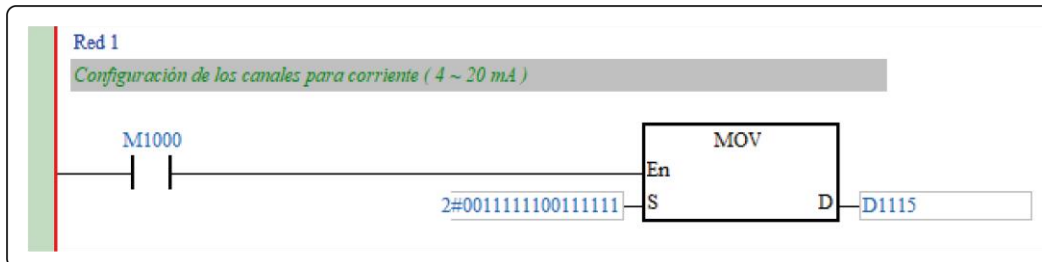 Red 1
Configuración de los canales para corriente ( 4 ~ 20 mA )
M1000
MOV
En
2#0011111100111111
S
D
D1115